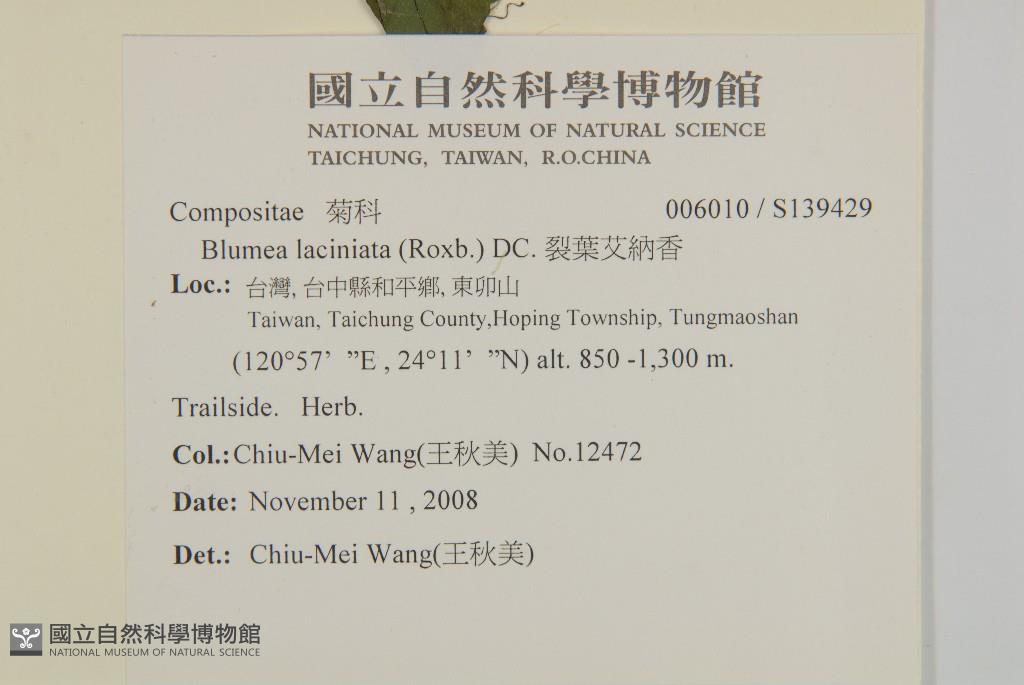 國立自然科學博物館
NATIONAL MUSEUM OF NATURAL SCIENCE
TAICHUNG, TAIWAN, R.O.CHINA
Compositae 菊科 006010 / S139429
Blumea laciniata (Roxb.) DC. 裂葉艾納香
Loc.: 台灣, 台中縣和平鄉, 東卯山
Taiwan, Taichung County,Hoping Township, Tungmaoshan
(120°57’ ”E , 24°11’ ”N) alt. 850 -1,300 m.
Trailside. Herb.
Col.:Chiu-Mei Wang(王秋美) No.12472
Date: November 11 , 2008
Det.: Chiu-Mei Wang(王秋美)
國立自然科學博物館
NATIONAL MUSEUM OF NATURAL SCIENCE